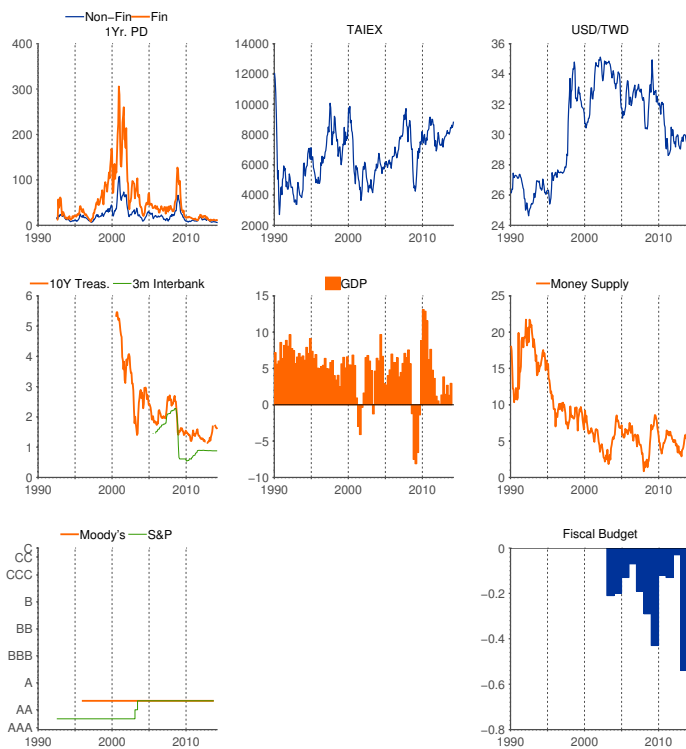 Non-Fin Fin
1Yr. PD
400
300
200
100
0
1990 2000 2010
TAIEX
14000
12000
10000
8000
6000
4000
2000
1990 2000 2010
USD/TWD
36
34
32
30
28
26
24
1990 2000 2010
10Y Treas. 3m Interbank
6
5
4
3
2
1
0
1990 2000 2010
GDP
15
10
5
0
−5
−10
1990 2000 2010
Money Supply
25
20
15
10
5
0
1990 2000 2010
Moody's S&P
C
CC
CCC
B
BB
BBB
A
AA
AAA
1990 2000 2010
Fiscal Budget
0
−0.2
−0.4
−0.6
−0.8
1990 2000 2010